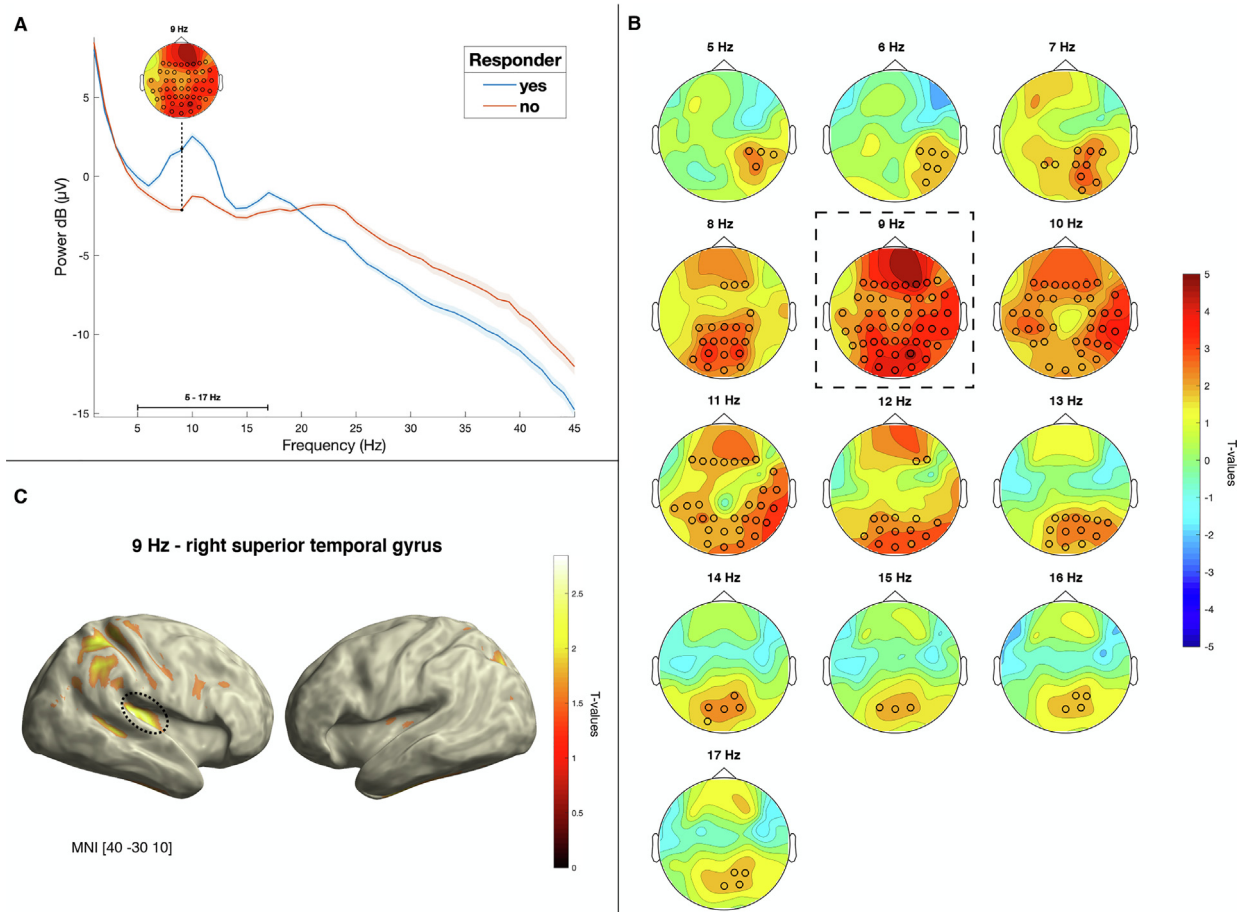 A
9 Hz
Responder
yes
no
5
0
-5
-10
-15
Power dB (µV)
5 - 17 Hz
5
10
15
20
25
30
35
40
45
Frequency (Hz)
B
5 Hz
6 Hz
7 Hz
8 Hz
9 Hz
10 Hz
11 Hz
12 Hz
13 Hz
14 Hz
15 Hz
16 Hz
17 Hz
5
4
3
2
1
0
-1
-2
-3
-4
-5
T-values
C
9 Hz - right superior temporal gyrus
2.5
2
1.5
1
0.5
0
T-values
MNI [40 -30 10]